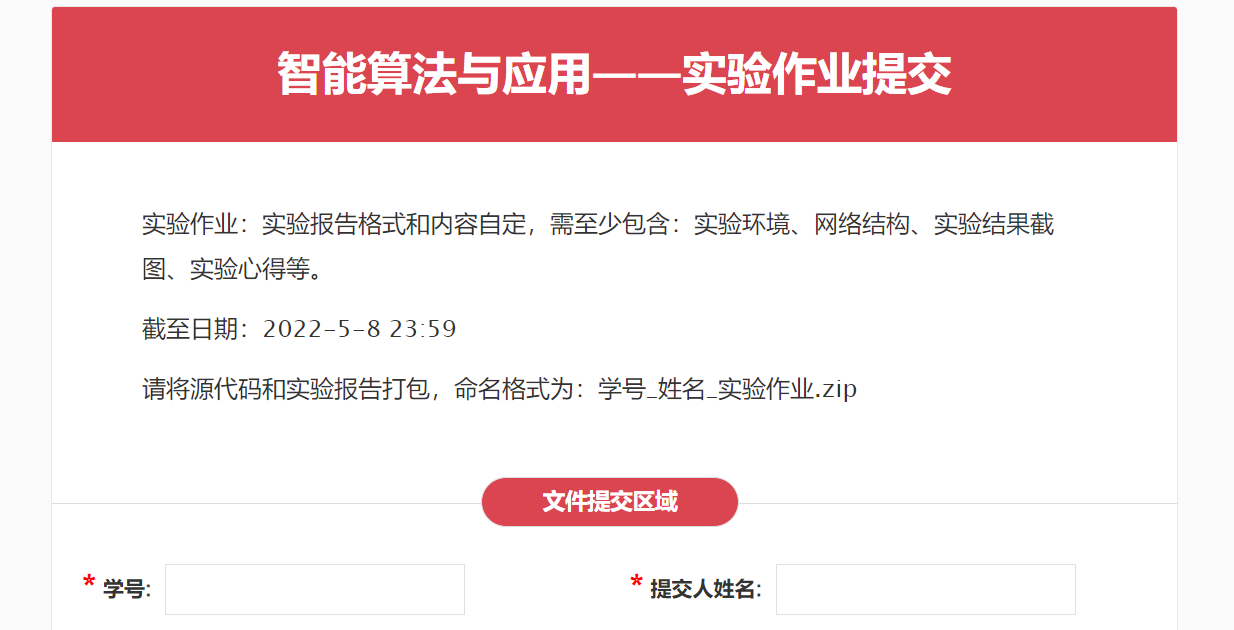 智能算法与应用——实验作业提交
实验作业：实验报告格式和内容自定，需至少包含：实验环境、网络结构、实验结果截
图、实验心得等。
截至日期：2022-5-8 23:59
请将源代码和实验报告打包，命名格式为：学号_姓名_实验作业.zip
文件提交区域
* 学号: * 提交人姓名: